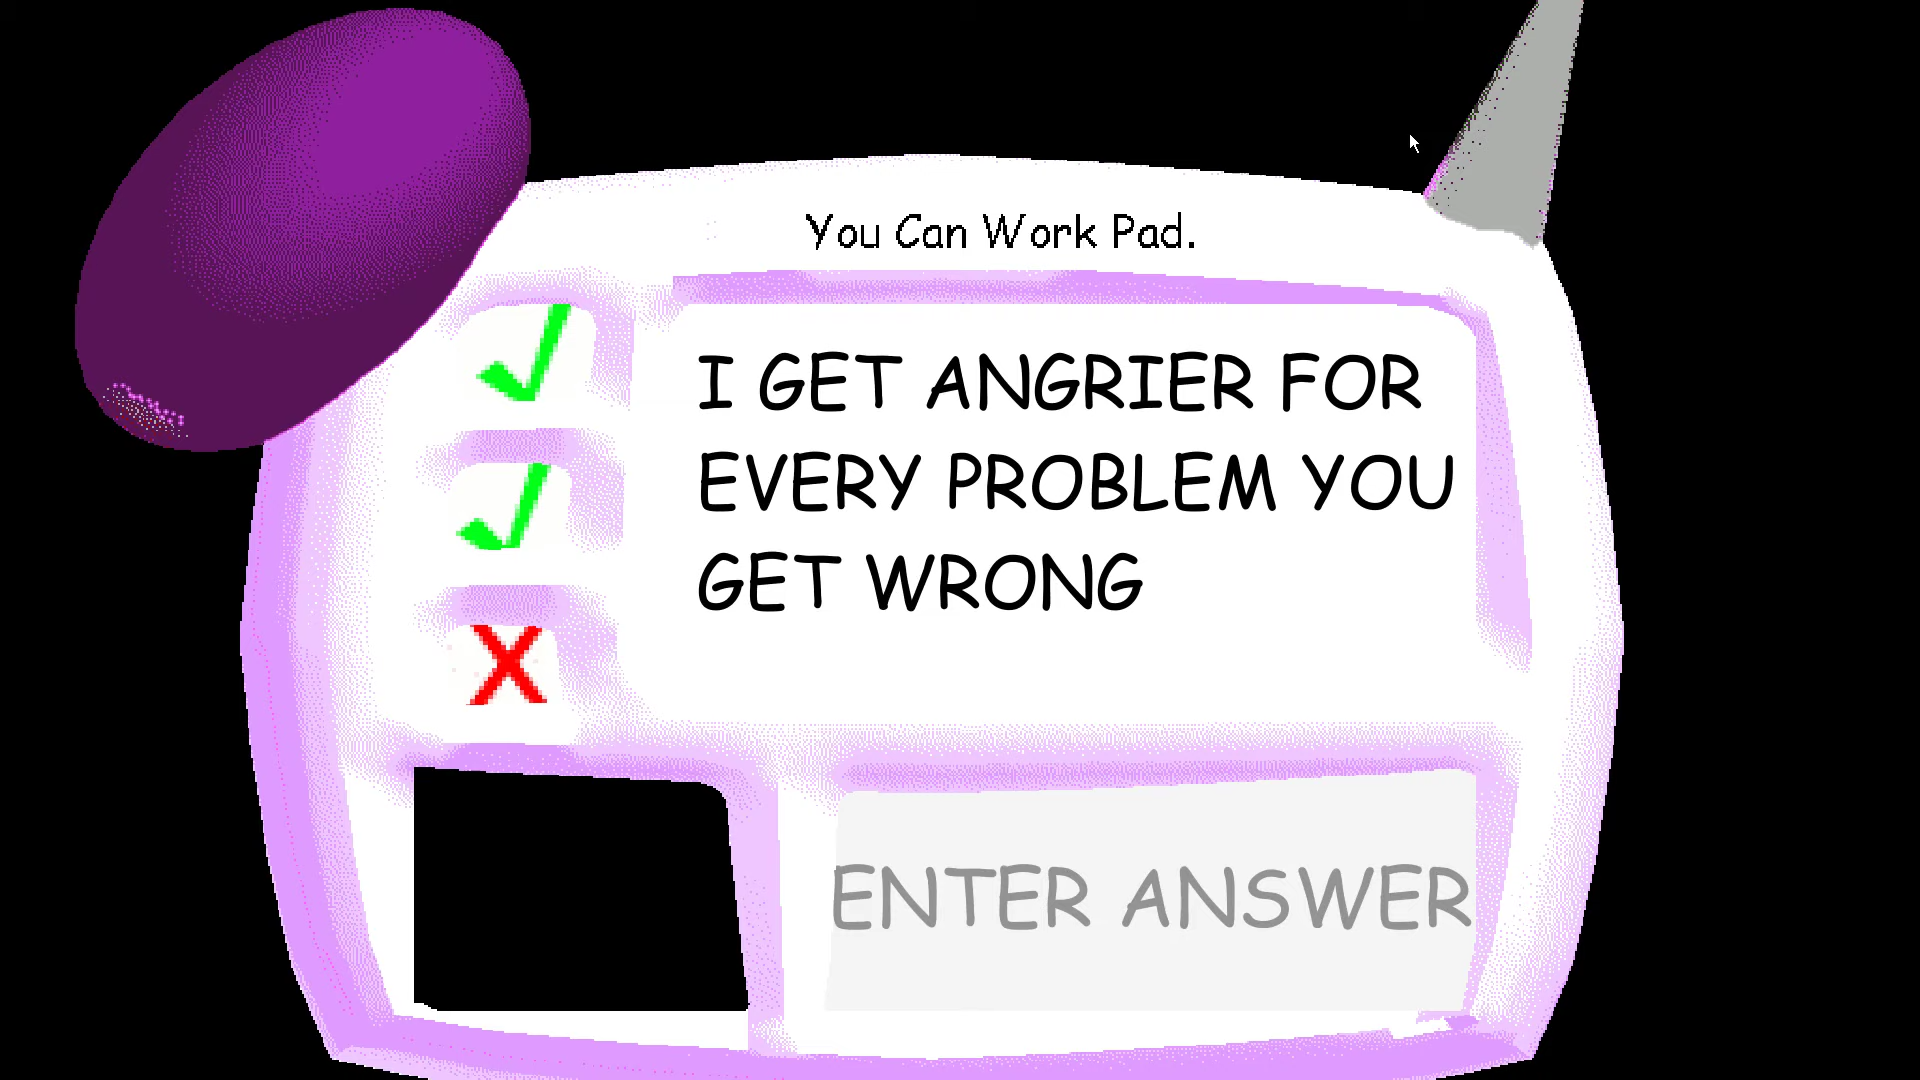 You Can Work Pad.
I GET ANGRIER FOR
EVERY PROBLEM YOU
GET WRONG
ENTER ANSWER